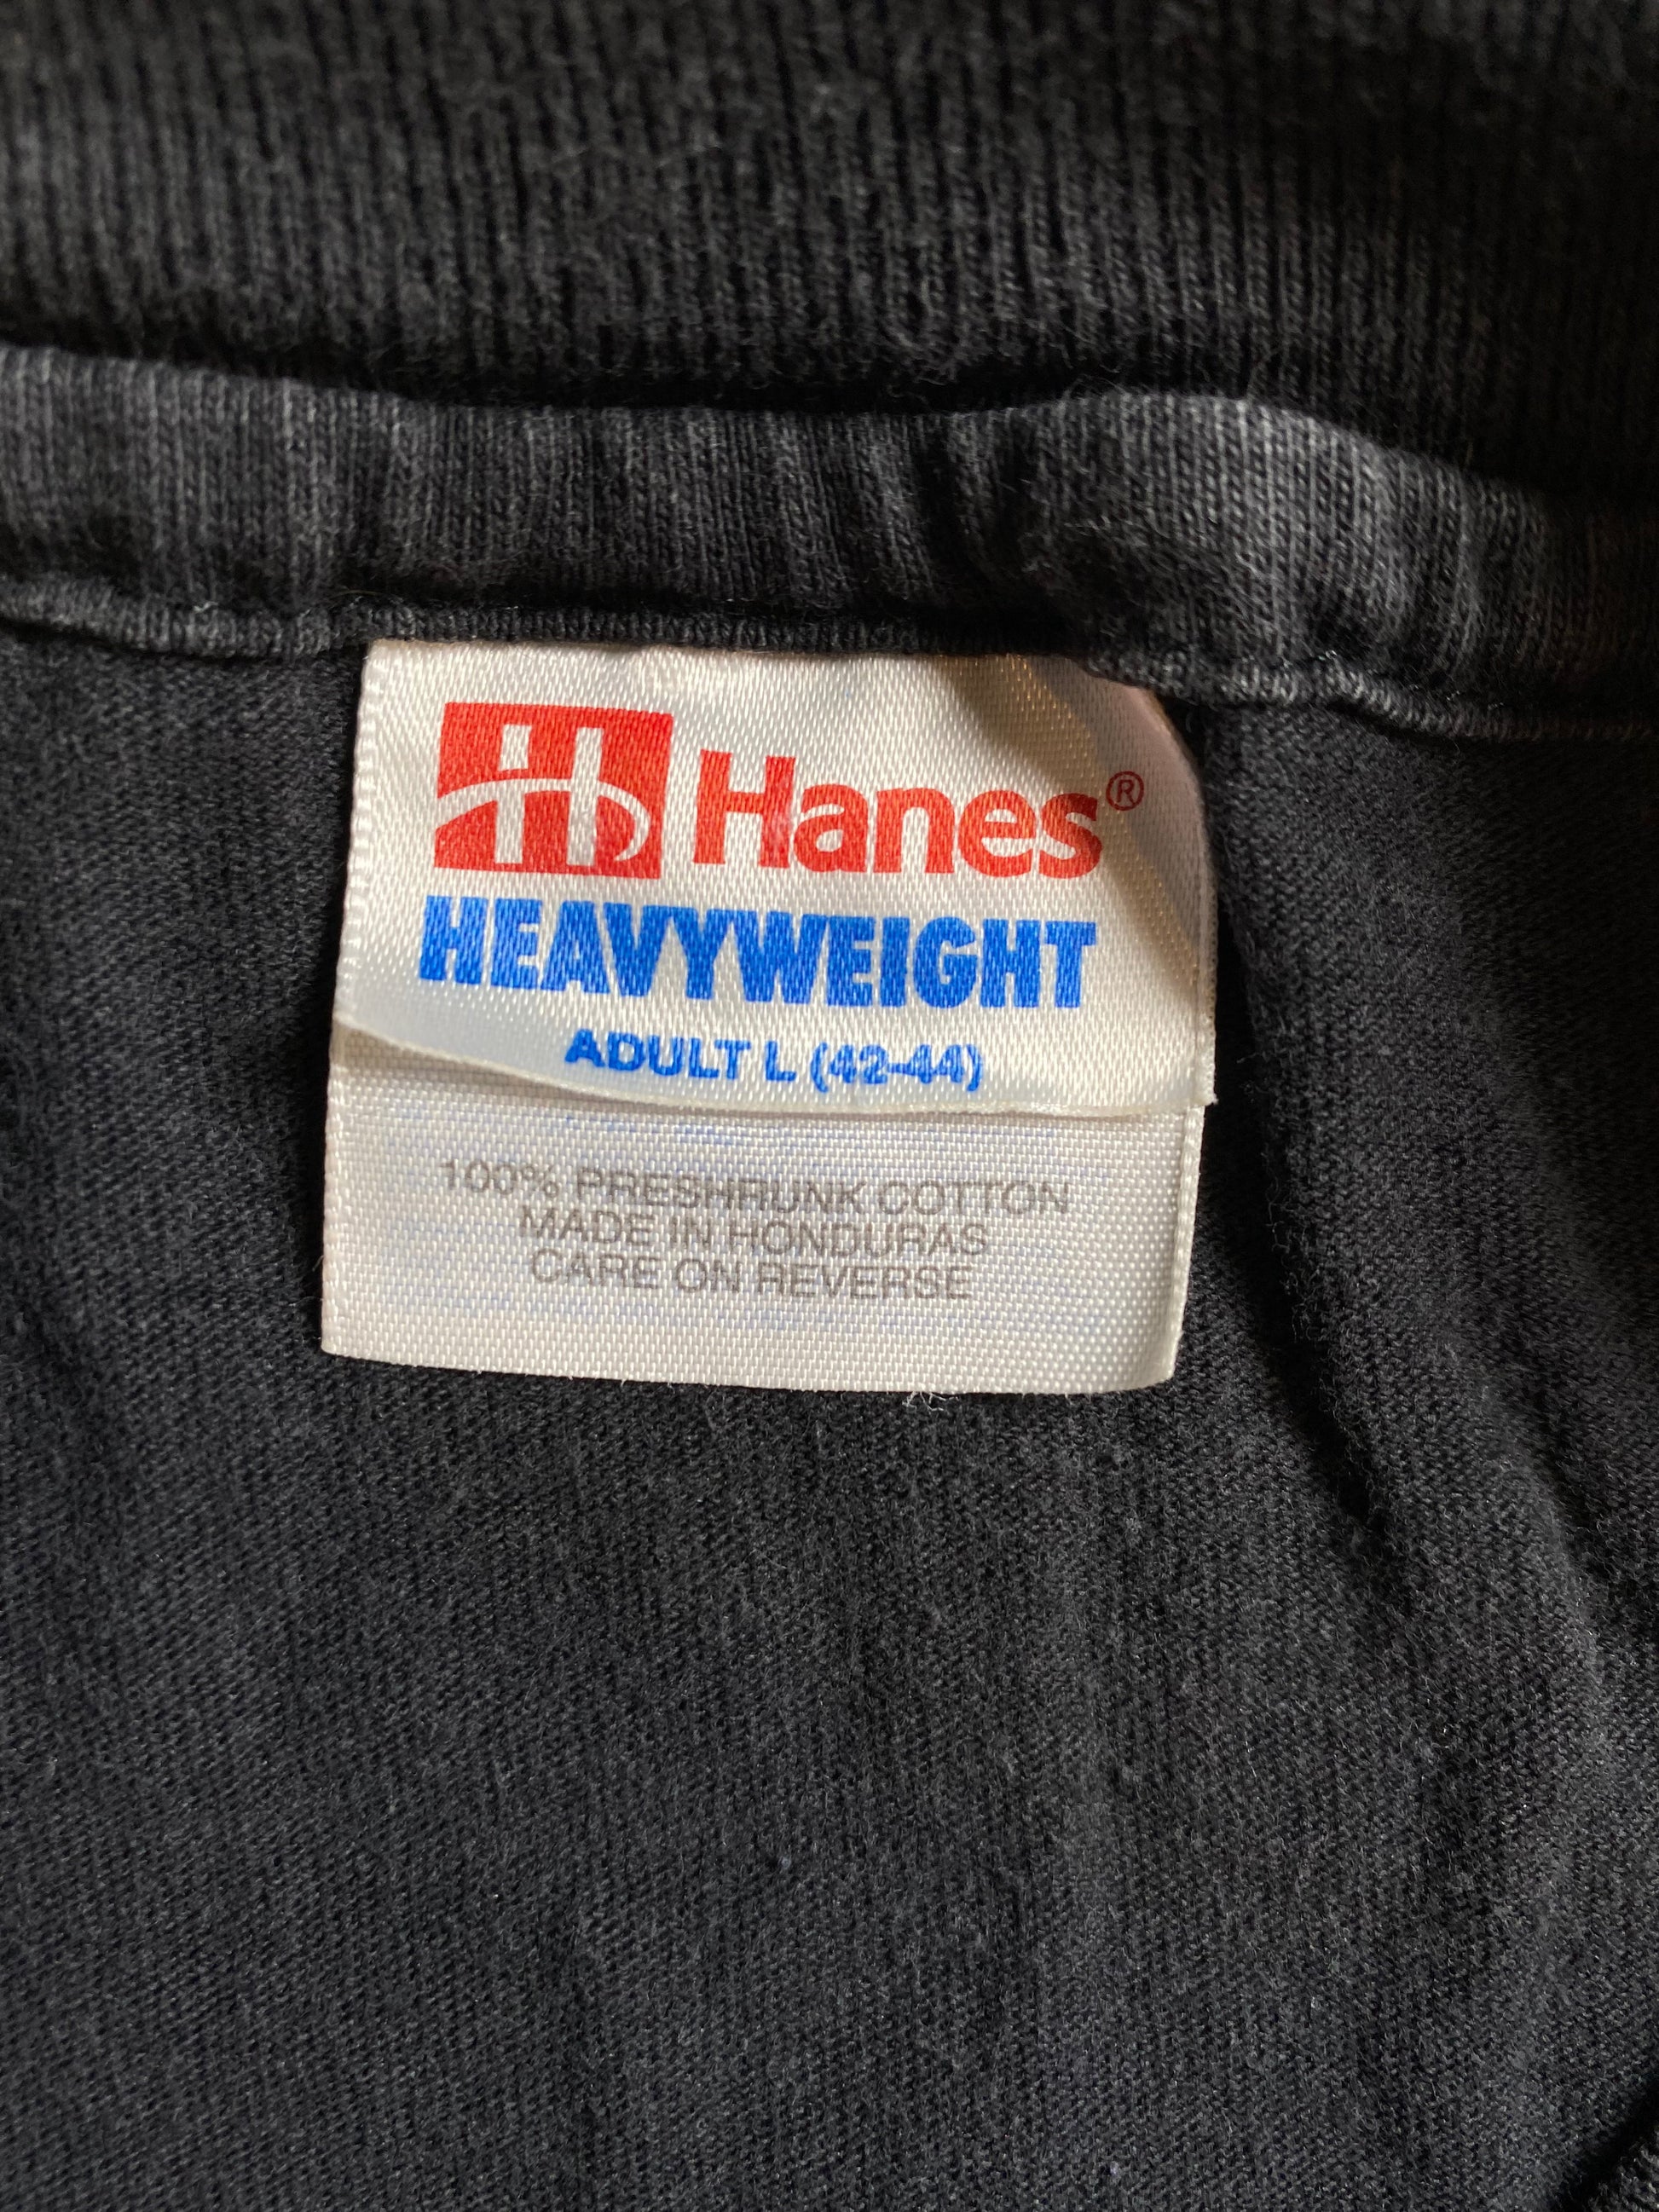 Hanes®
HEAVYWEIGHT
ADULT L (42-44)
100% PRESHRUNK COTTON
MADE IN HONDURAS
CARE ON REVERSE